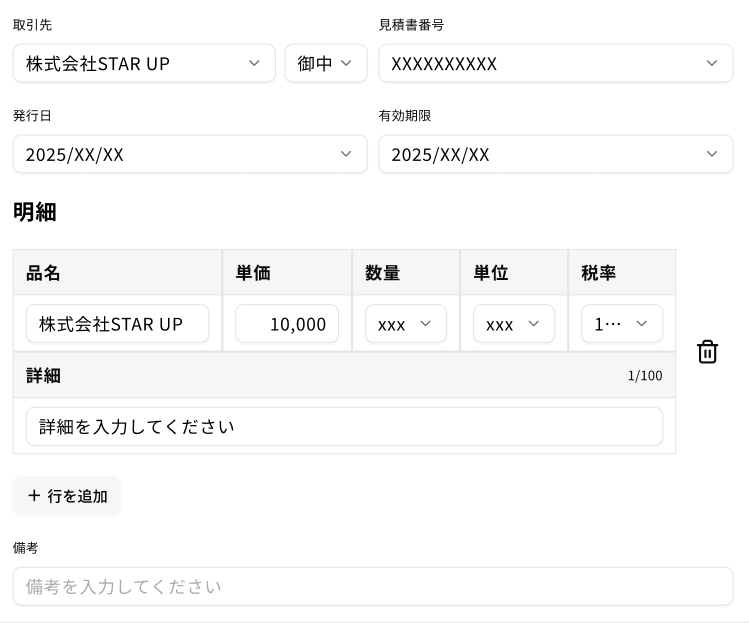 取引先 見積書番号
株式会社STAR UP 御中 XXXXXXXXXX
発行日 有効期限
2025/XX/XX 2025/XX/XX
明細
品名 単価 数量 単位 税率
株式会社STAR UP 10,000 xxx xxx 1…
詳細 1/100
詳細を入力してください
+ 行を追加
備考
備考を入力してください